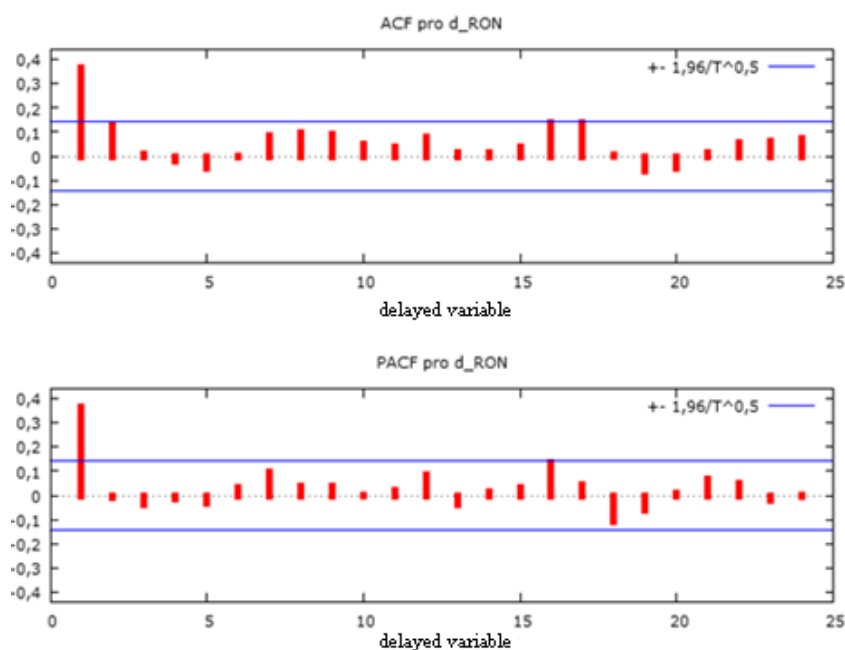 ACF pro d_RON
+- 1,96/T^0,5
0,4
0,3
0,2
0,1
0
-0,1
-0,2
-0,3
-0,4
0 5 10 15 20 25
delayed variable
PACF pro d_RON
+- 1,96/T^0,5
0,4
0,3
0,2
0,1
0
-0,1
-0,2
-0,3
-0,4
0 5 10 15 20 25
delayed variable